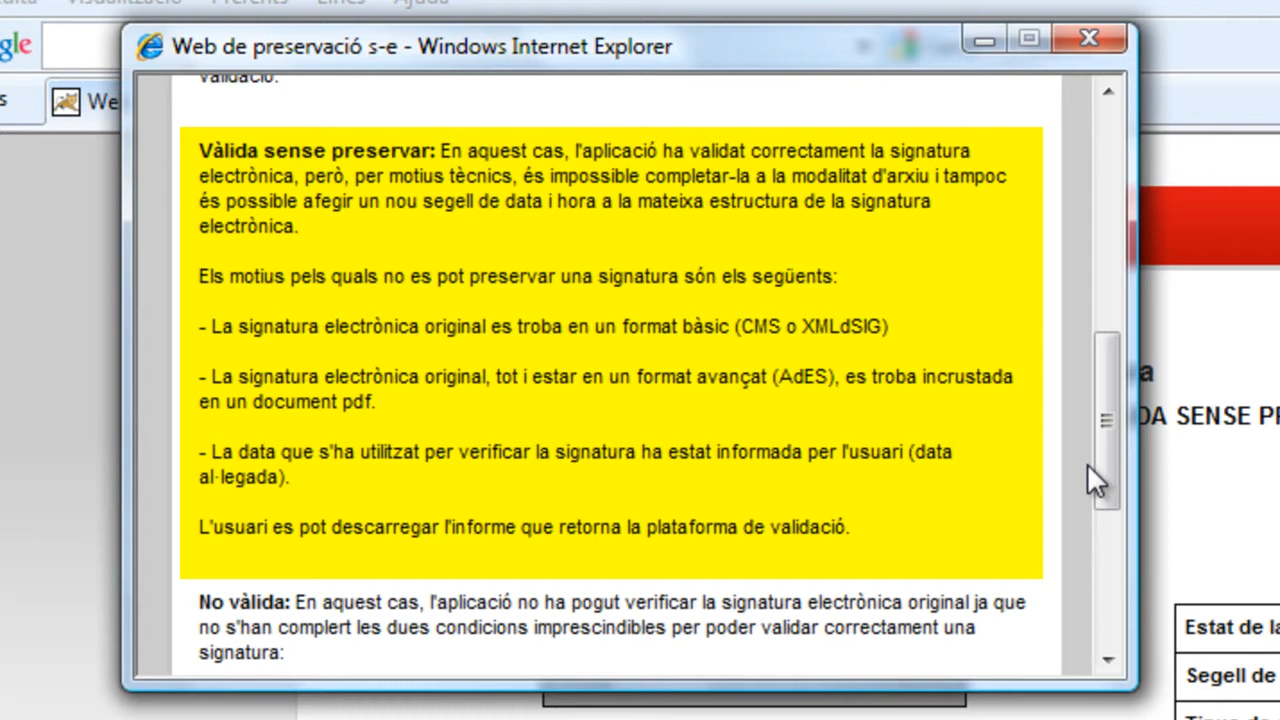 Visualització Preferits Eines Ajuda
gle
Web de preservació s-e - Windows Internet Explorer
s
We
validació.
Vàlida sense preservar: En aquest cas, l'aplicació ha validat correctament la signatura
electrònica, però, per motius tècnics, és impossible completar-la a la modalitat d'arxiu i tampoc
és possible afegir un nou segell de data i hora a la mateixa estructura de la signatura
electrònica.
Els motius pels quals no es pot preservar una signatura són els següents:
- La signatura electrònica original es troba en un format bàsic (CMS o XMLdSIG)
- La signatura electrònica original, tot i estar en un format avançat (AdES), es troba incrustada
en un document pdf.
- La data que s'ha utilitzat per verificar la signatura ha estat informada per l'usuari (data
al·legada).
L'usuari es pot descarregar l'informe que retorna la plataforma de validació.
No vàlida: En aquest cas, l'aplicació no ha pogut verificar la signatura electrònica original ja que
no s'han complert les dues condicions imprescindibles per poder validar correctament una
signatura:
a
DA SENSE PR
Estat de la
Segell de